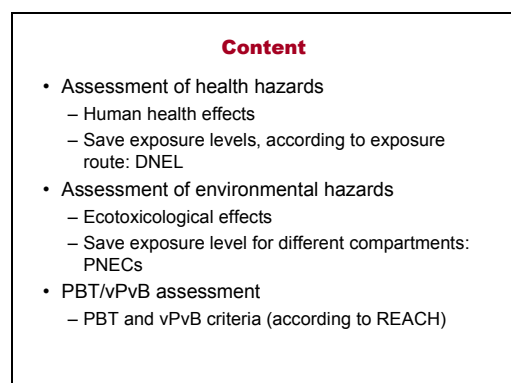 Content
• Assessment of health hazards
– Human health effects
– Save exposure levels, according to exposure
route: DNEL
• Assessment of environmental hazards
– Ecotoxicological effects
– Save exposure level for different compartments:
PNECs
• PBT/vPvB assessment
– PBT and vPvB criteria (according to REACH)